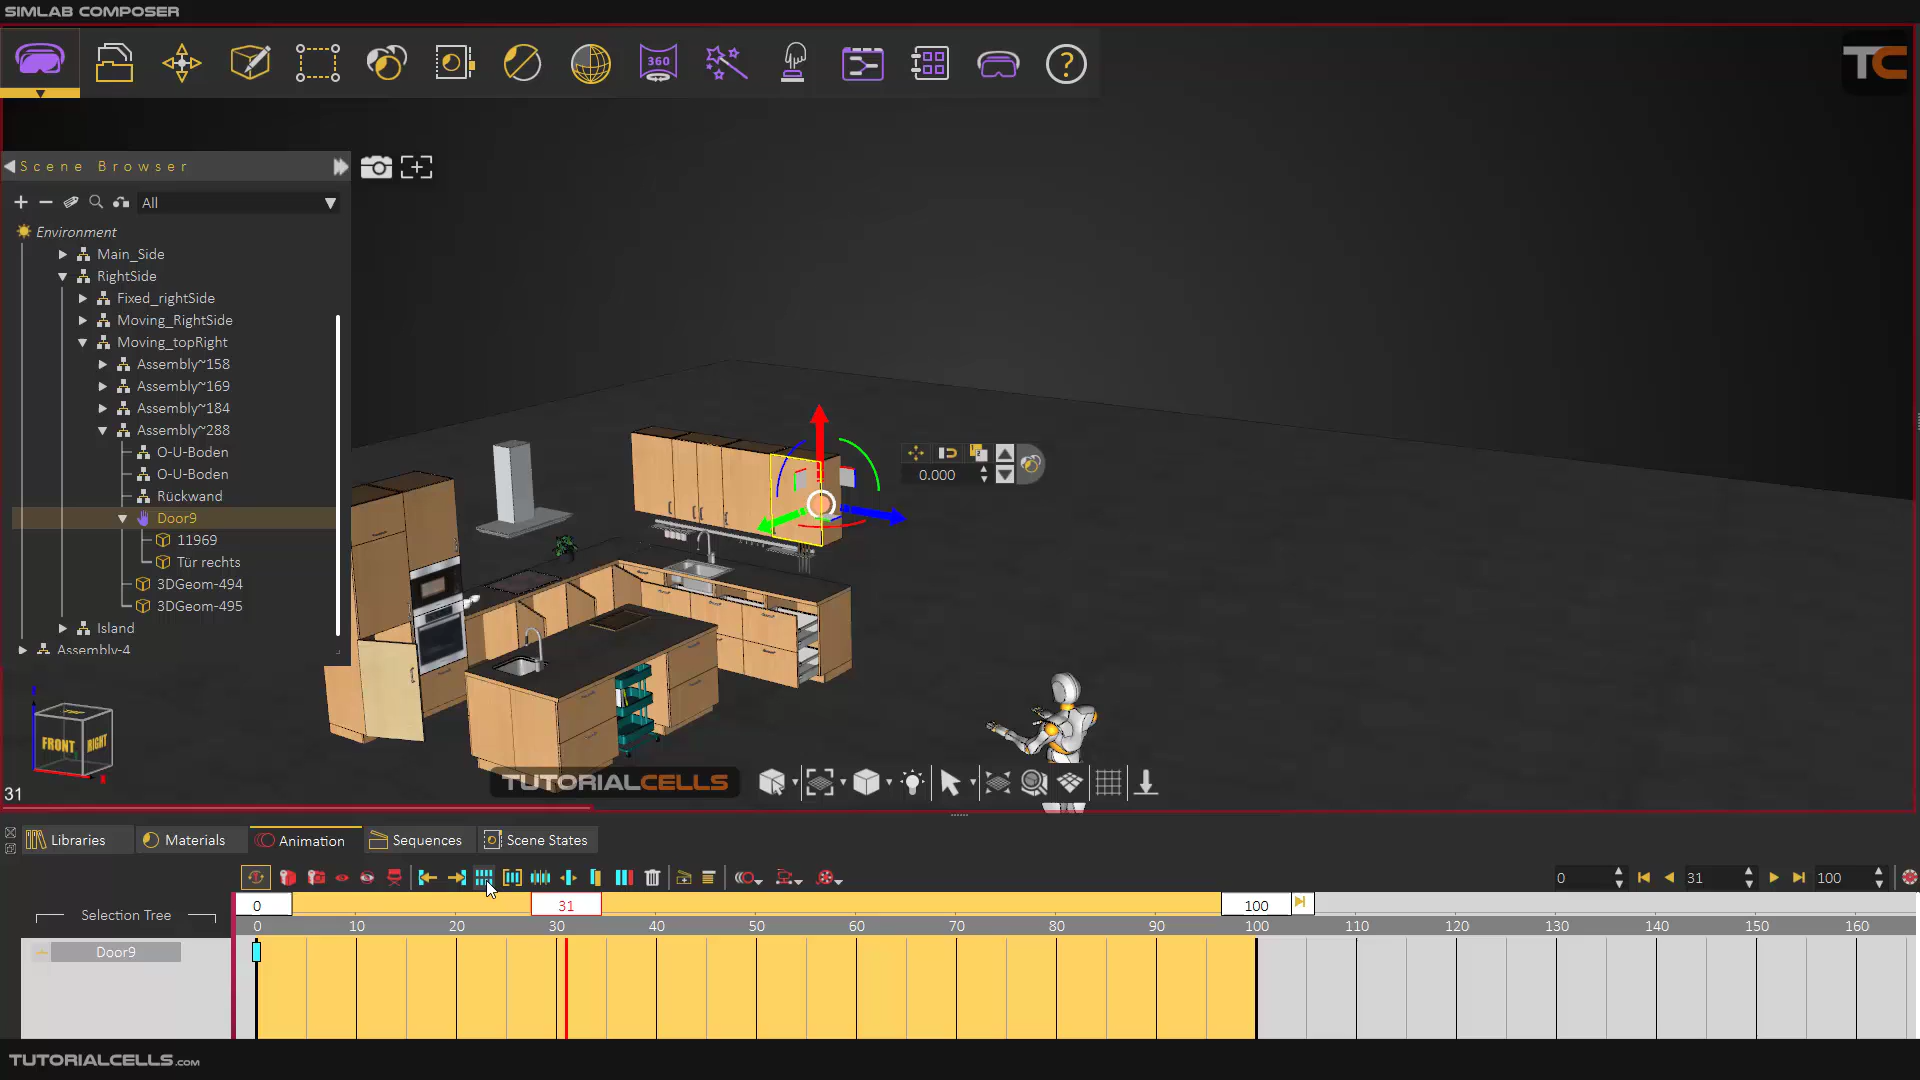 SIMLAB COMPOSER
360
?
TC
Scene Browser
All
Environment
Main_Side
RightSide
Fixed_rightSide
Moving_RightSide
Moving_topRight
Assembly~158
Assembly~169
Assembly~184
Assembly~288
O-U-Boden
O-U-Boden
Rückwand
Door9
11969
Tür rechts
3DGeom-494
3DGeom-495
Island
Assembly-4
0.000
FRONT
RIGHT
31
TUTORIALCELLS
Libraries
Materials
Animation
Sequences
Scene States
0
31
100
0
31
100
Selection Tree
0 10 20 30 40 50 60 70 80 90 100 110 120 130 140 150 160
Door9
TUTORIALCELLS.com